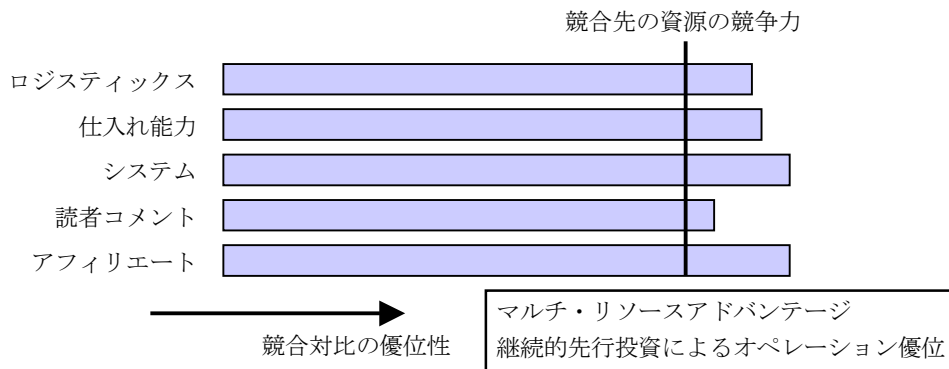 競合先の資源の競争力
ロジスティックス
仕入れ能力
システム
読者コメント
アフィリエート
競合対比の優位性
マルチ・リソースアドバンテージ
継続的先行投資によるオペレーション優位